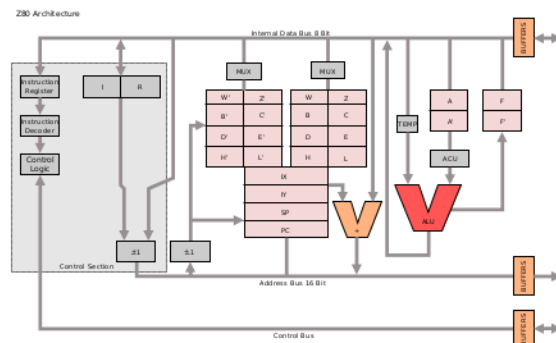 Z80 Architecture
Internal Data Bus 8 Bit
BUFFERS
Instruction
Register
I R
MUX
MUX
W' Z'
W Z
B' C'
B C
D' E'
D E
H' L'
H L
Instruction
Decoder
Control
Logic
TEMP
A
A'
F
F'
ACU
IX
IY
SP
PC
+
ALU
±1
±1
Control Section
Address Bus 16 Bit
BUFFERS
Control Bus
BUFFERS